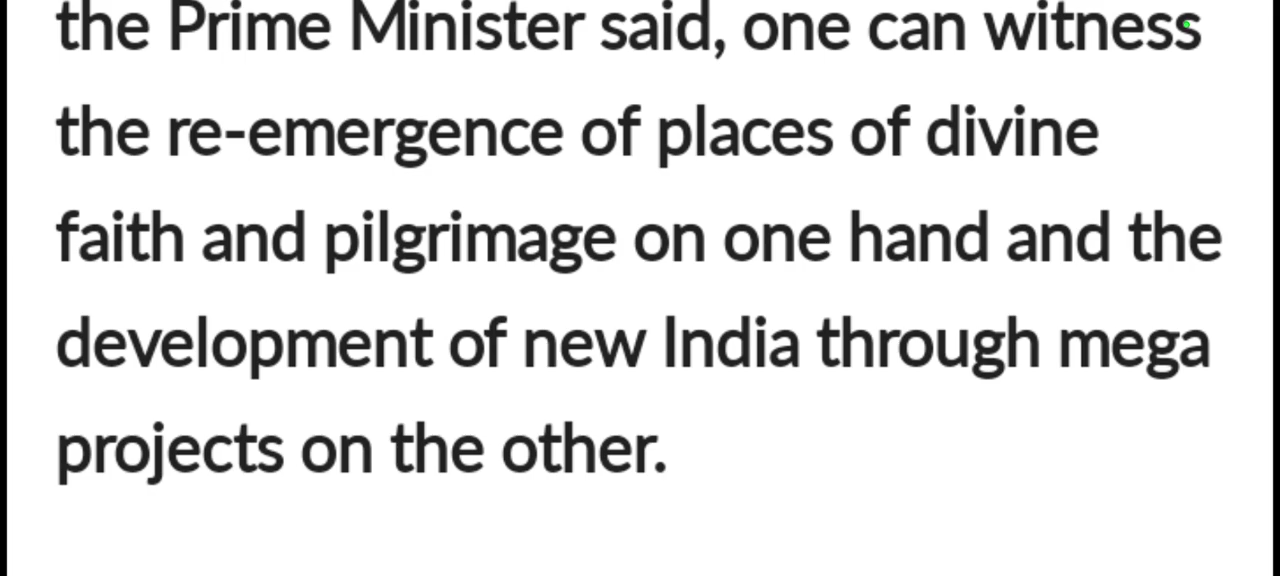 the Prime Minister said, one can witness
the re-emergence of places of divine
faith and pilgrimage on one hand and the
development of new India through mega
projects on the other.